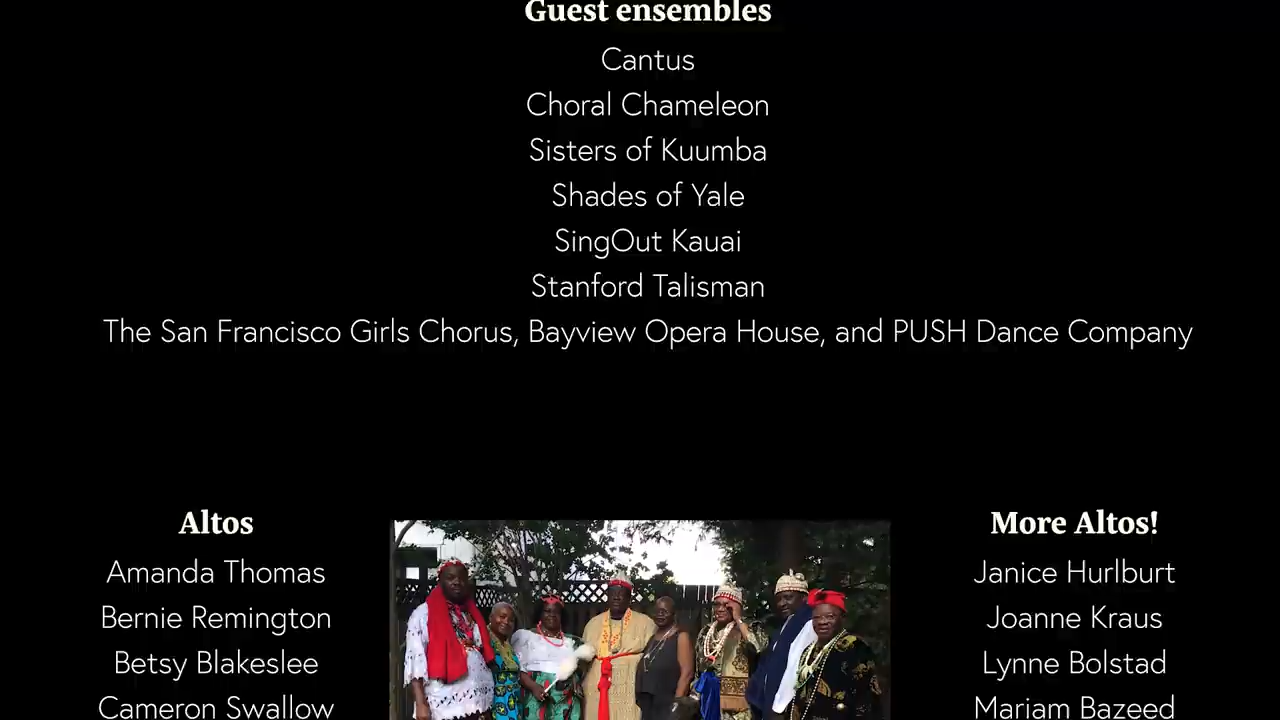 Guest ensembles
Cantus
Choral Chameleon
Sisters of Kuumba
Shades of Yale
SingOut Kauai
Stanford Talisman
The San Francisco Girls Chorus, Bayview Opera House, and PUSH Dance Company
Altos
Amanda Thomas
Bernie Remington
Betsy Blakeslee
Cameron Swallow
More Altos!
Janice Hurlburt
Joanne Kraus
Lynne Bolstad
Mariam Bazeed